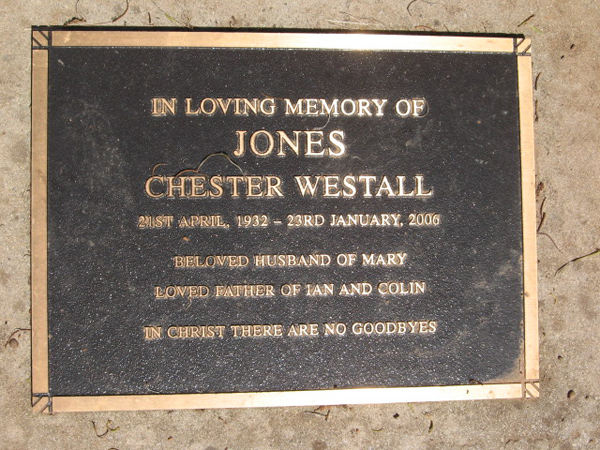 IN LOVING MEMORY OF
JONES
CHESTER WESTALL
21ST APRIL, 1932 – 23RD JANUARY, 2006
BELOVED HUSBAND OF MARY
LOVED FATHER OF IAN AND COLIN
IN CHRIST THERE ARE NO GOODBYES